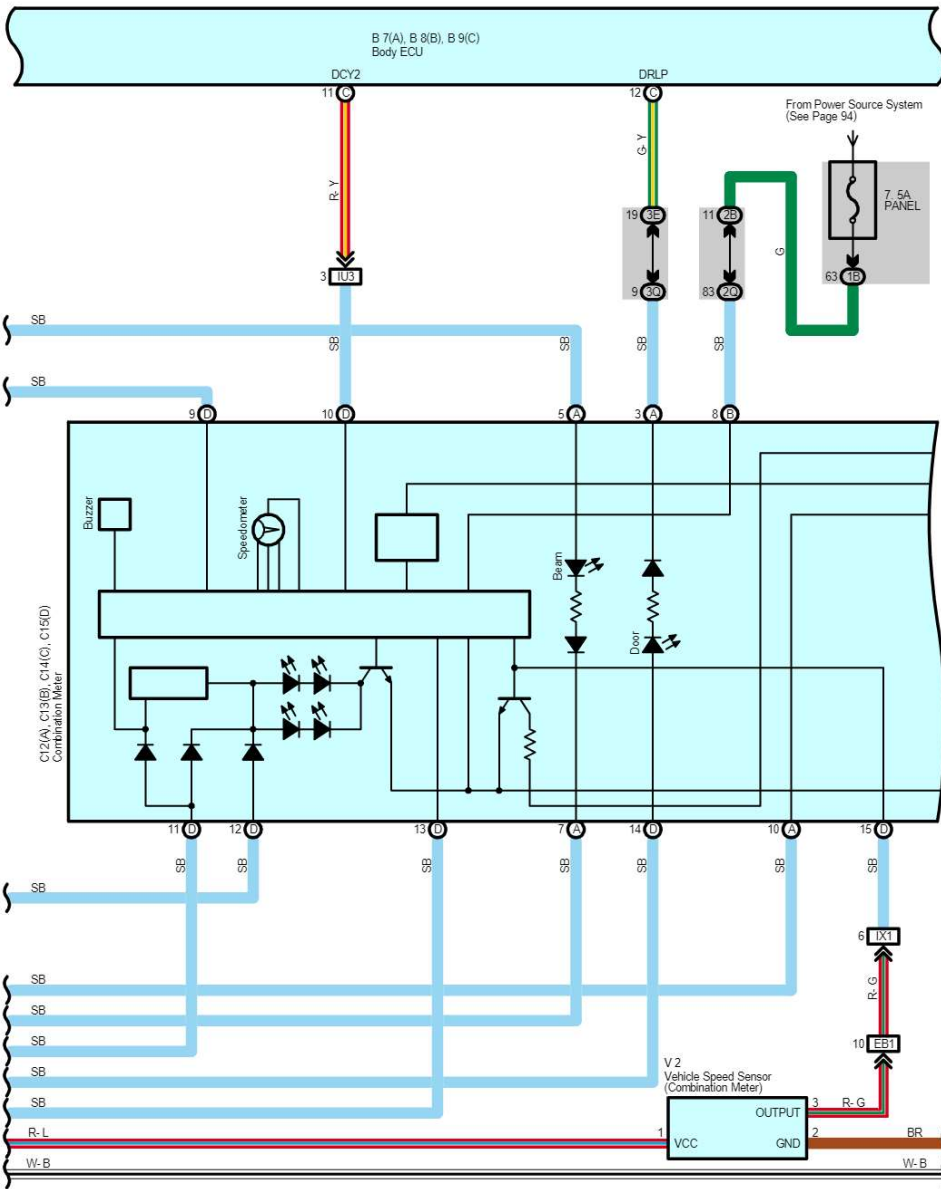 B 7(A), B 8(B), B 9(C)
Body ECU
DCY2
DRLP
11 C
12 C
From Power Source System
(See Page 94)
R- Y
G- Y
7. 5A
PANEL
19 3E
11 2B
G
3 IU3
9 3Q
83 2Q
63 1B
SB
SB
SB
SB
SB
SB
9 D
10 D
5 A
3 A
8 B
Buzzer
Speedometer
Beam
Door
C12(A), C13(B), C14(C), C15(D)
Combination Meter
11 D
12 D
13 D
7 A
14 D
10 A
15 D
SB
SB
SB
SB
SB
SB
SB
SB
6 IX1
R- G
SB
SB
SB
SB
SB
10 EB1
V 2
Vehicle Speed Sensor
(Combination Meter)
OUTPUT
3
R- G
R- L
1
VCC
GND
2
BR
W- B
W- B